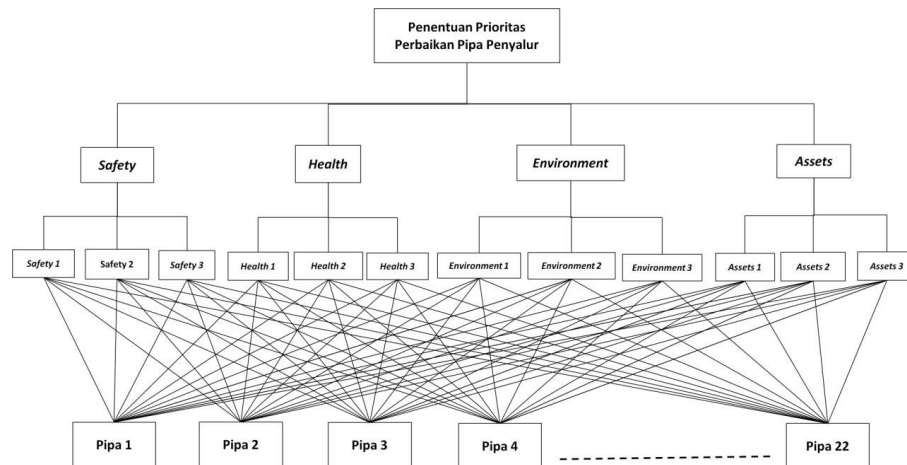 Penentuan Prioritas
Perbaikan Pipa Penyalur
Safety
Health
Environment
Assets
Safety 1
Safety 2
Safety 3
Health 1
Health 2
Health 3
Environment 1
Environment 2
Environment 3
Assets 1
Assets 2
Assets 3
Pipa 1
Pipa 2
Pipa 3
Pipa 4
Pipa 22